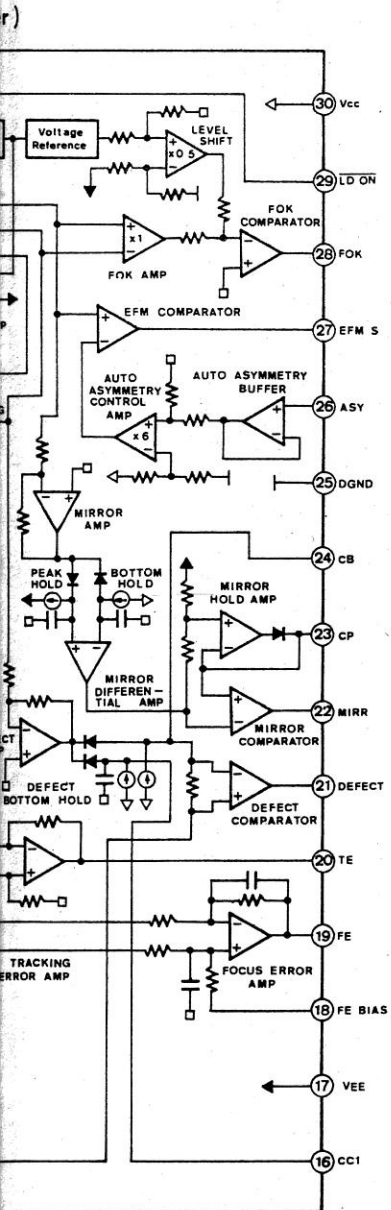 r)
30 Vcc
Voltage
Reference
LEVEL
SHIFT
+
x0.5
−
29 LD ON
FOK
COMPARATOR
+
x1
−
−
+
28 FOK
FOK AMP
EFM COMPARATOR
+
−
27 EFM S
AUTO
ASYMMETRY
CONTROL
AMP
AUTO ASYMMETRY
BUFFER
26 ASY
+
x6
−
+
−
25 DGND
− +
MIRROR
AMP
24 CB
PEAK
HOLD
BOTTOM
HOLD
MIRROR
HOLD AMP
+
−
23 CP
+ −
MIRROR
DIFFEREN-
TIAL AMP
+
−
22 MIRR
MIRROR
COMPARATOR
−
+
DEFECT
BOTTOM HOLD
−
+
21 DEFECT
DEFECT
COMPARATOR
−
+
20 TE
−
+
19 FE
TRACKING
ERROR AMP
FOCUS ERROR
AMP
18 FE BIAS
17 VEE
16 CC1